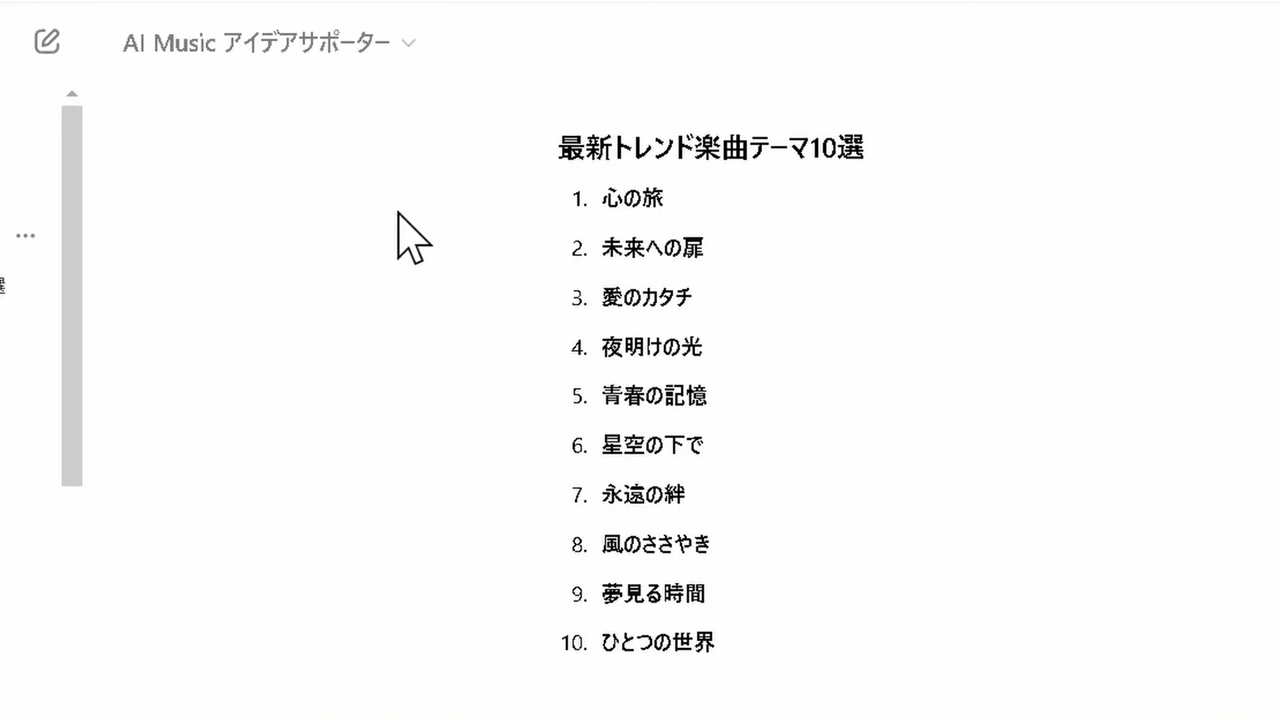 AI Music アイデアサポーター
最新トレンド楽曲テーマ10選
1. 心の旅
2. 未来への扉
3. 愛のカタチ
4. 夜明けの光
5. 青春の記憶
6. 星空の下で
7. 永遠の絆
8. 風のささやき
9. 夢見る時間
10. ひとつの世界